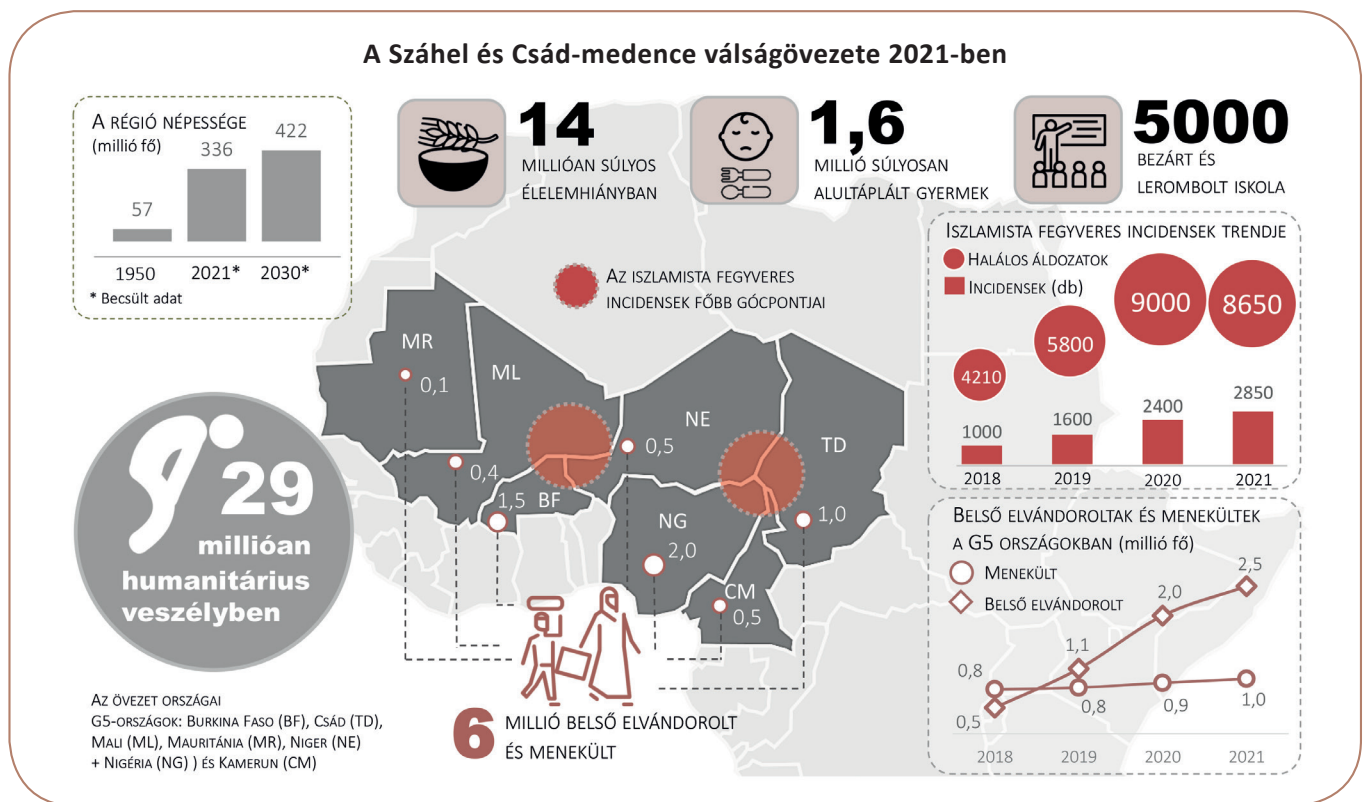 A Száhel és Csád-medence válságövezete 2021-ben
A régió népessége
(millió fő)
57
336
422
1950
2021*
2030*
* Becsült adat
14
millióan súlyos
élelemhiányban
1,6
millió súlyosan
alultáplált gyermek
5000
bezárt és
lerombolt iskola
Az iszlamista fegyveres
incidensek főbb gócpontjai
Iszlamista fegyveres incidensek trendje
Halálos áldozatok
Incidensek (db)
4210
5800
9000
8650
1000
1600
2400
2850
2018
2019
2020
2021
MR
0,1
ML
0,4
1,5
BF
NE
0,5
TD
1,0
NG
2,0
CM
0,5
29
millióan
humanitárius
veszélyben
Belső elvándoroltak és menekültek
a G5 országokban (millió fő)
Menekült
Belső elvándorolt
0,8
0,5
1,1
0,8
2,0
0,9
2,5
1,0
2018
2019
2020
2021
6
millió belső elvándorolt
és menekült
Az övezet országai
G5-országok: Burkina Faso (BF), Csád (TD),
Mali (ML), Mauritánia (MR), Niger (NE)
+ Nigéria (NG) ) és Kamerun (CM)